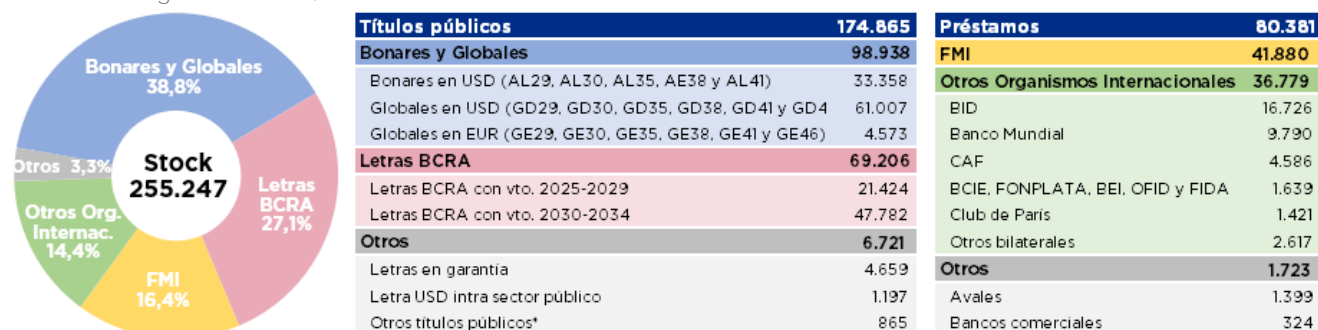 Bonares y Globales
38,8%
Otros 3,3%
Stock
255.247
Letras
BCRA
27,1%
Otros Org.
Internac.
14,4%
FMI
16,4%
Títulos públicos 174.865
Bonares y Globales 98.938
Bonares en USD (AL29, AL30, AL35, AE38 y AL41) 33.358
Globales en USD (GD29, GD30, GD35, GD38, GD41 y GD4 61.007
Globales en EUR (GE29, GE30, GE35, GE38, GE41 y GE46) 4.573
Letras BCRA 69.206
Letras BCRA con vto. 2025-2029 21.424
Letras BCRA con vto. 2030-2034 47.782
Otros 6.721
Letras en garantía 4.659
Letra USD intra sector público 1.197
Otros títulos públicos* 865
Préstamos 80.381
FMI 41.880
Otros Organismos Internacionales 36.779
BID 16.726
Banco Mundial 9.790
CAF 4.586
BCIE, FONPLATA, BEI, OFID y FIDA 1.639
Club de París 1.421
Otros bilaterales 2.617
Otros 1.723
Avales 1.399
Bancos comerciales 324